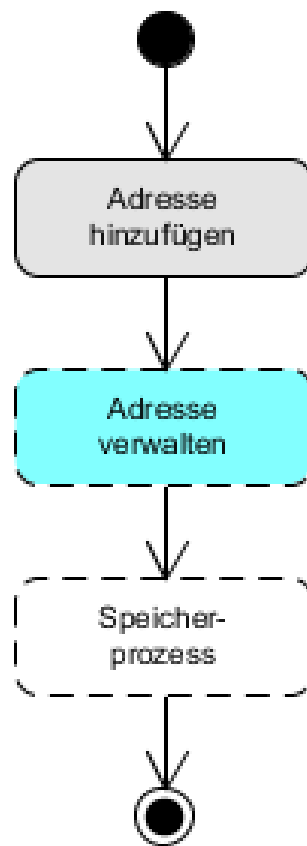 Adresse
hinzufügen
Adresse
verwalten
Speicher-
prozess